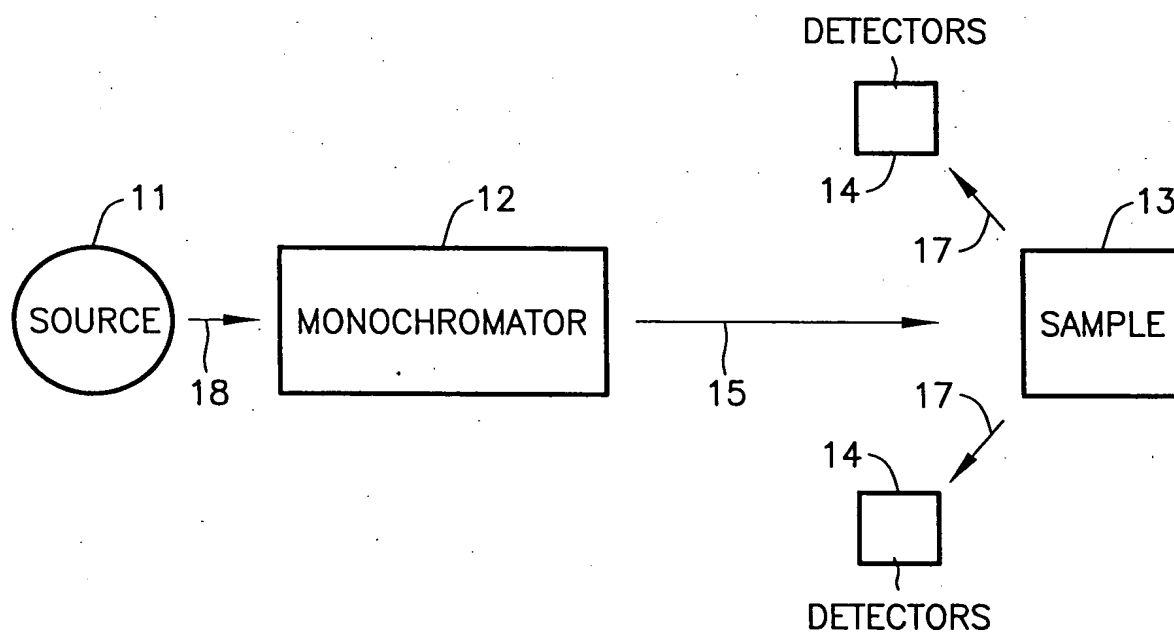 DETECTORS
14
17
11
12
13
SOURCE
MONOCHROMATOR
SAMPLE
18
15
17
14
DETECTORS